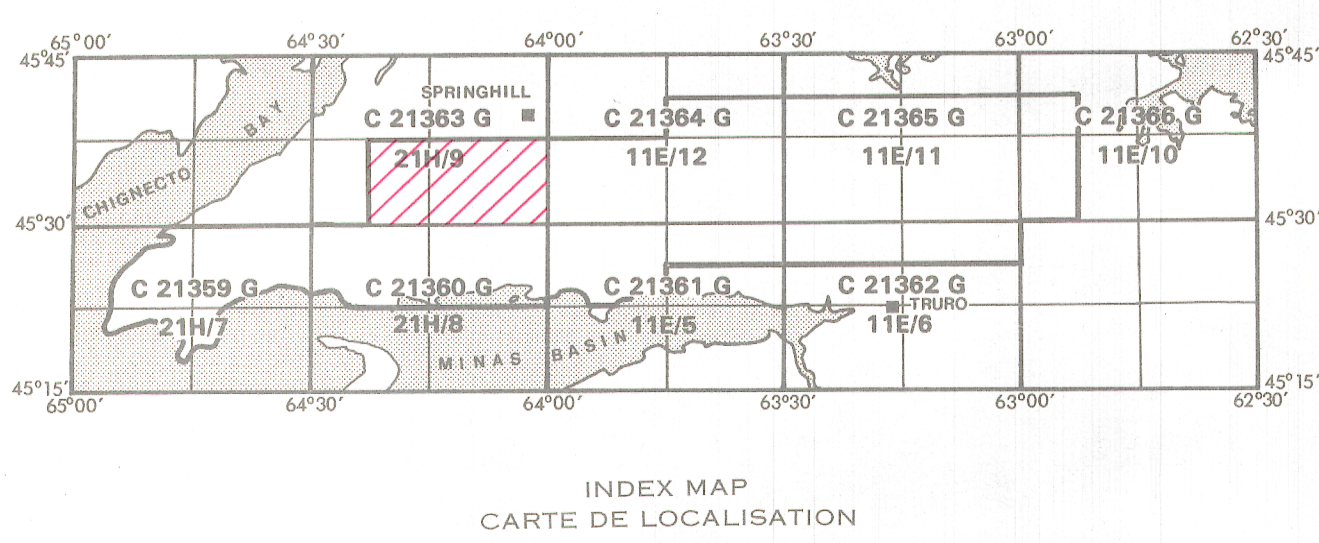 65°00′ 64°30′ 64°00′ 63°30′ 63°00′ 62°30′
45°45′ 45°45′
SPRINGHILL
C 21363 G C 21364 G C 21365 G C 21366 G
21H/9 11E/12 11E/11 11E/10
CHIGNECTO BAY
45°30′ 45°30′
C 21359 G C 21360 G C 21361 G C 21362 G
TRURO
21H/7 21H/8 11E/5 11E/6
MINAS BASIN
45°15′ 45°15′
65°00′ 64°30′ 64°00′ 63°30′ 63°00′ 62°30′
INDEX MAP
CARTE DE LOCALISATION